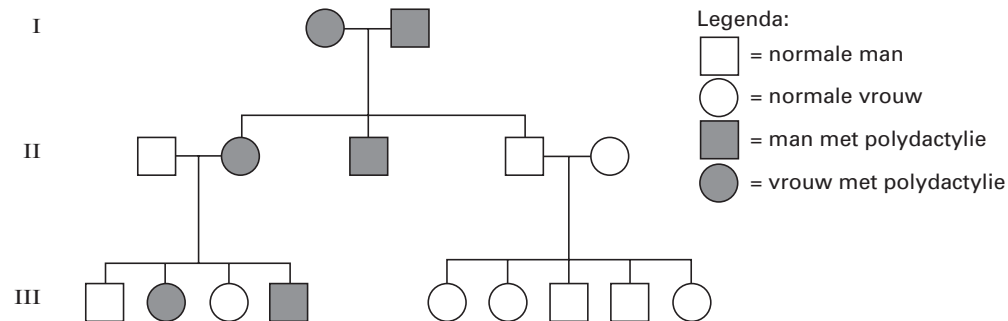 I
II
III
Legenda:
= normale man
= normale vrouw
= man met polydactylie
= vrouw met polydactylie